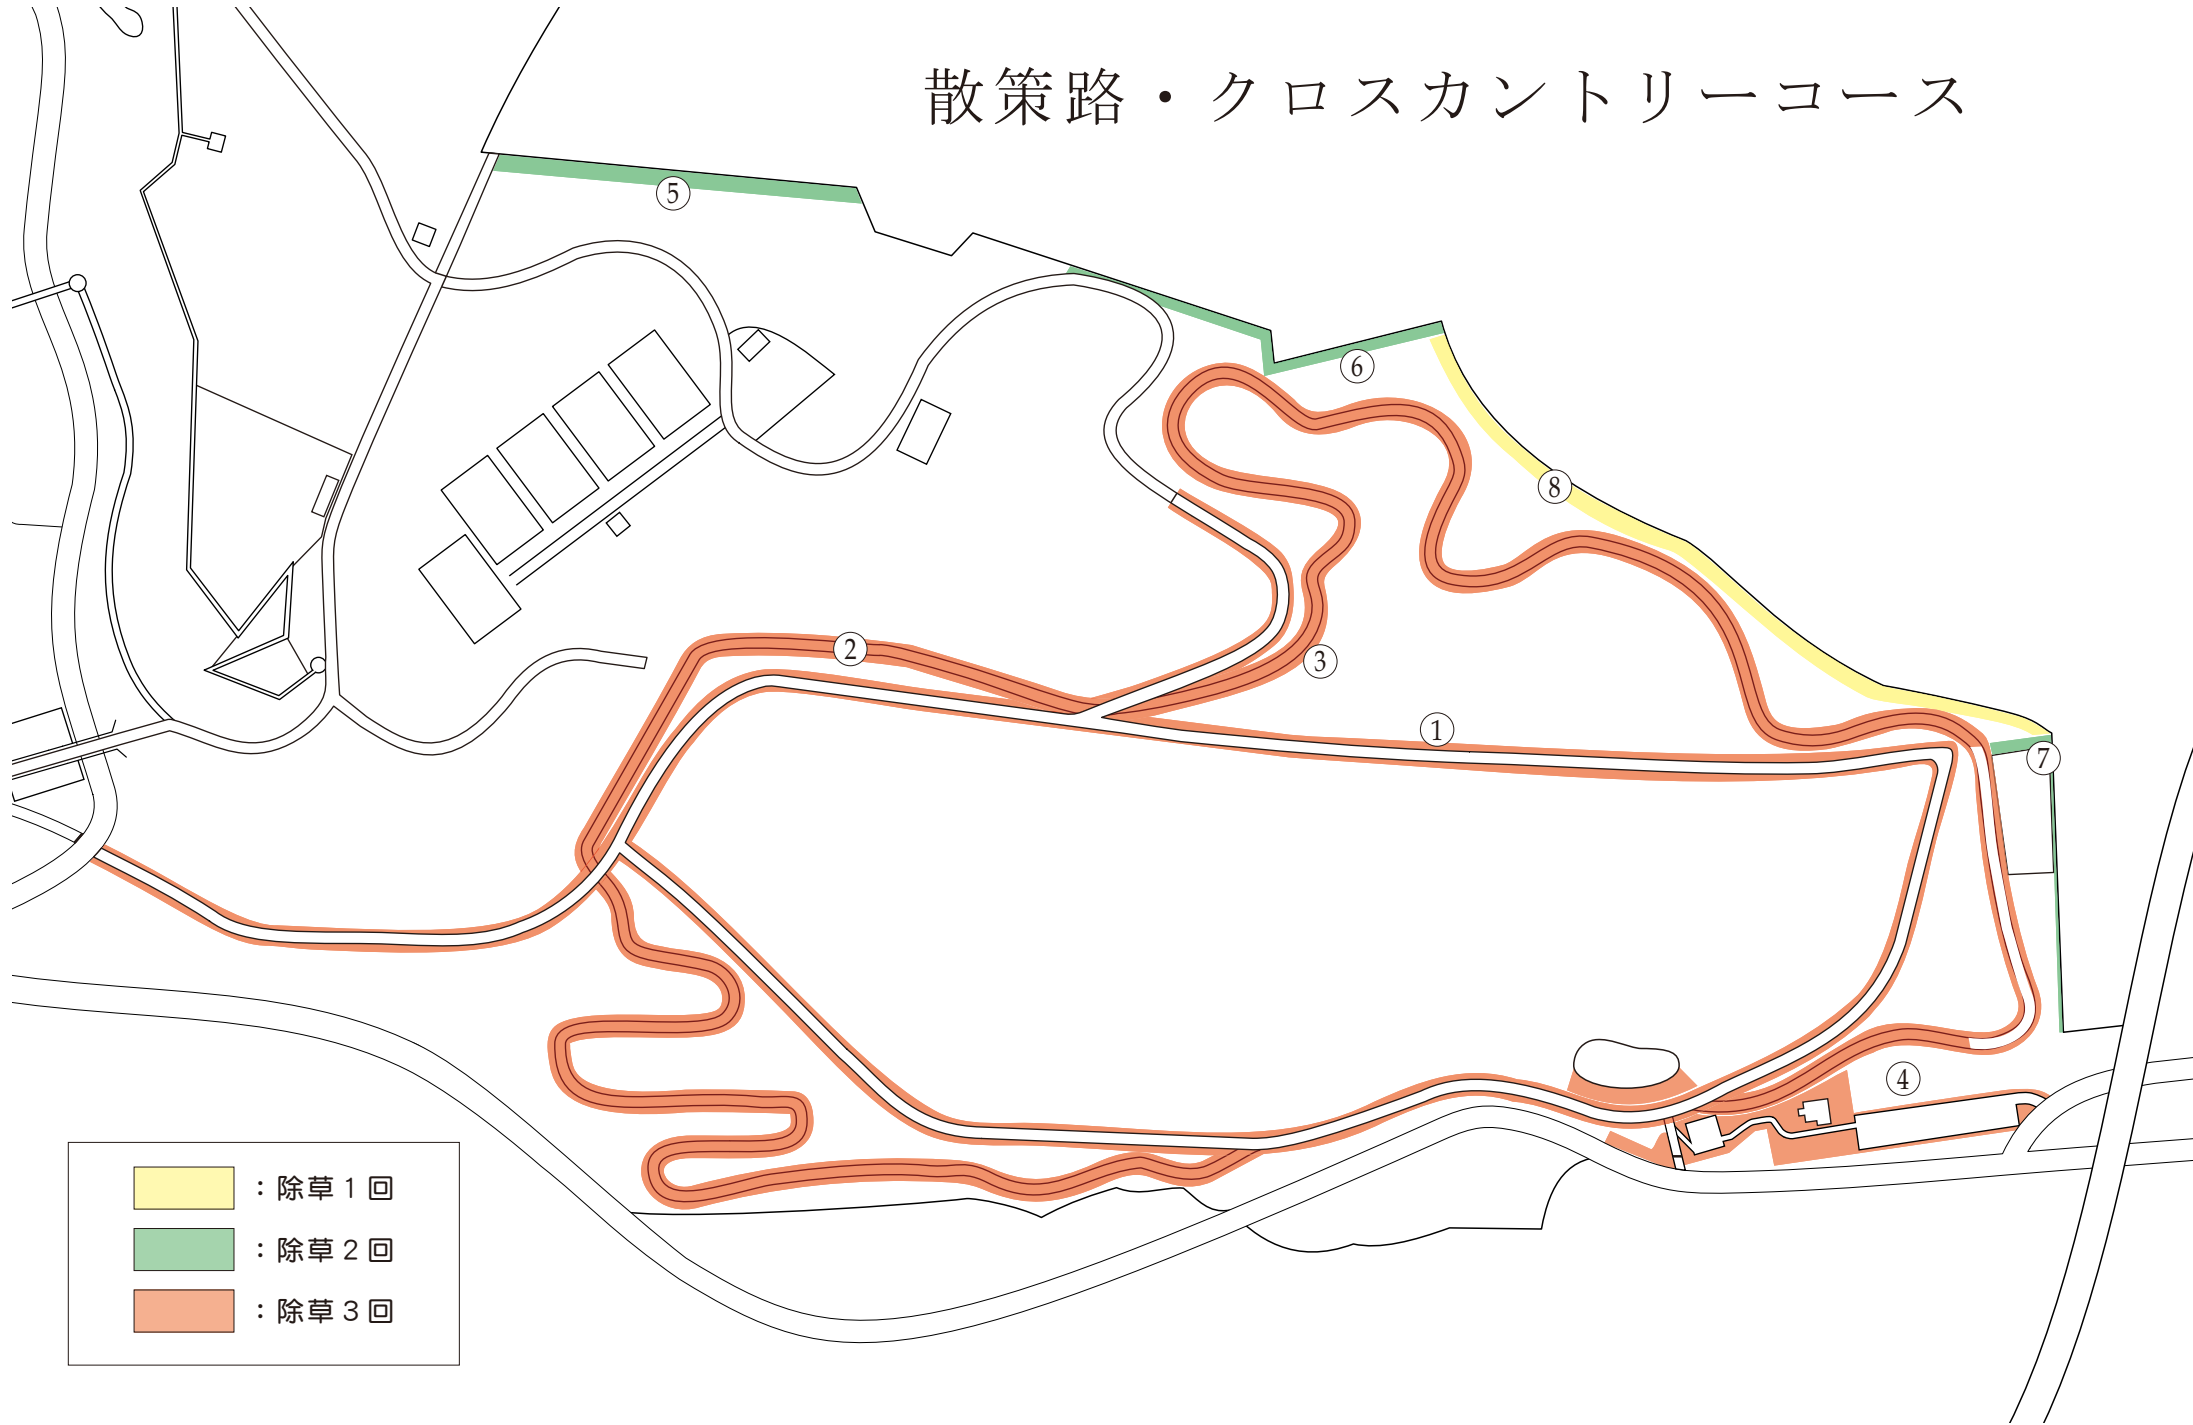 散策路・クロスカントリーコース
⑤
⑥
⑧
②
③
①
⑦
④
：除草1回
：除草2回
：除草3回